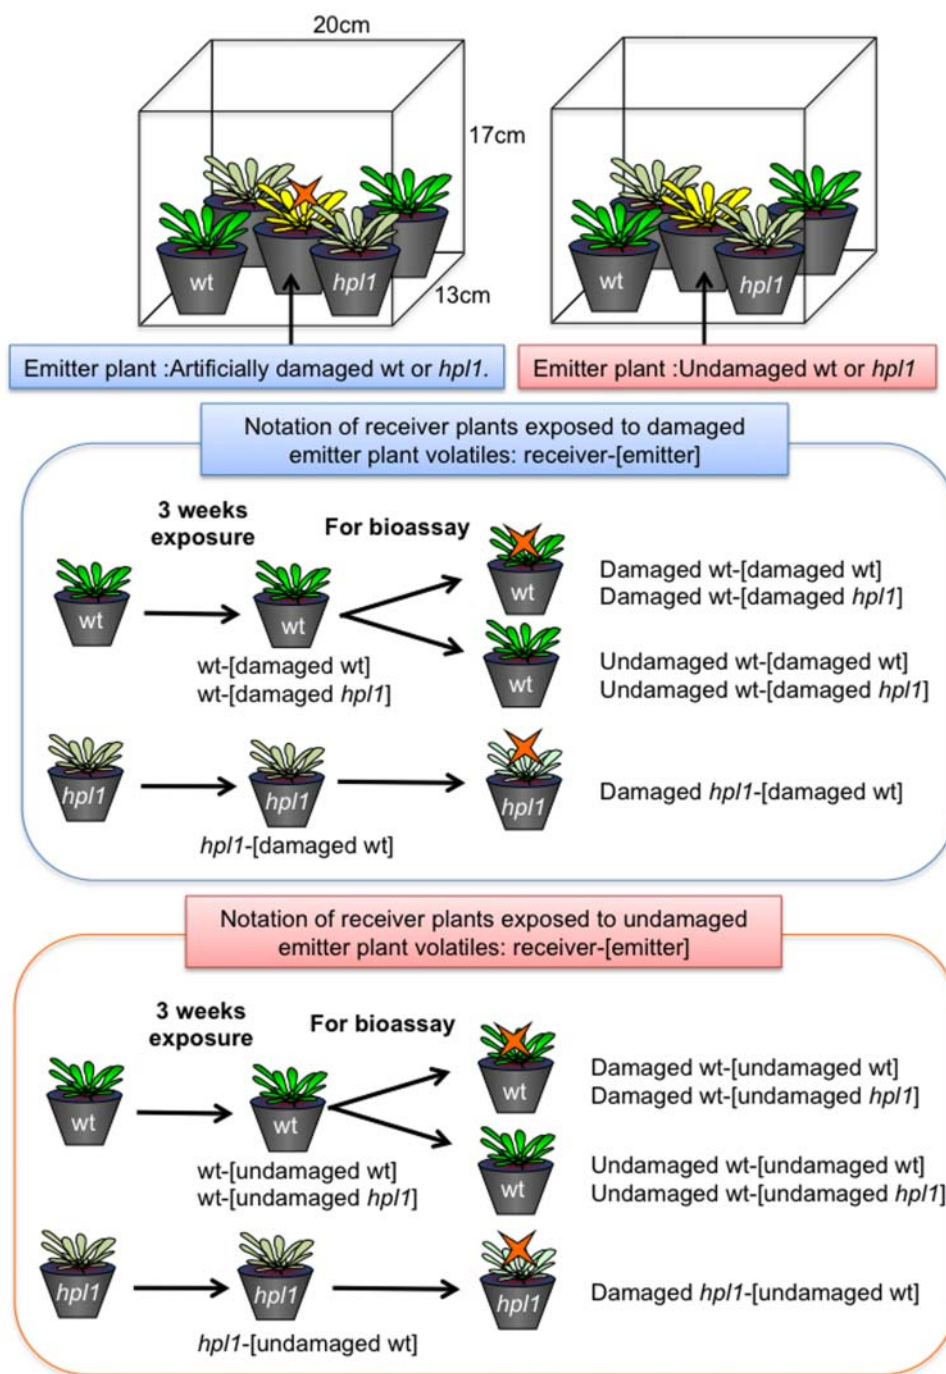 20cm
17cm
13cm
wt
hpl1
wt
hpl1
Emitter plant :Artificially damaged wt or hpl1.
Emitter plant :Undamaged wt or hpl1
Notation of receiver plants exposed to damaged
emitter plant volatiles: receiver-[emitter]
3 weeks
exposure
For bioassay
wt
wt
wt
Damaged wt-[damaged wt]
Damaged wt-[damaged hpl1]
wt-[damaged wt]
wt-[damaged hpl1]
wt
Undamaged wt-[damaged wt]
Undamaged wt-[damaged hpl1]
hpl1
hpl1
hpl1
Damaged hpl1-[damaged wt]
hpl1-[damaged wt]
Notation of receiver plants exposed to undamaged
emitter plant volatiles: receiver-[emitter]
3 weeks
exposure
For bioassay
wt
wt
wt
Damaged wt-[undamaged wt]
Damaged wt-[undamaged hpl1]
wt-[undamaged wt]
wt-[undamaged hpl1]
wt
Undamaged wt-[undamaged wt]
Undamaged wt-[undamaged hpl1]
hpl1
hpl1
hpl1
Damaged hpl1-[undamaged wt]
hpl1-[undamaged wt]